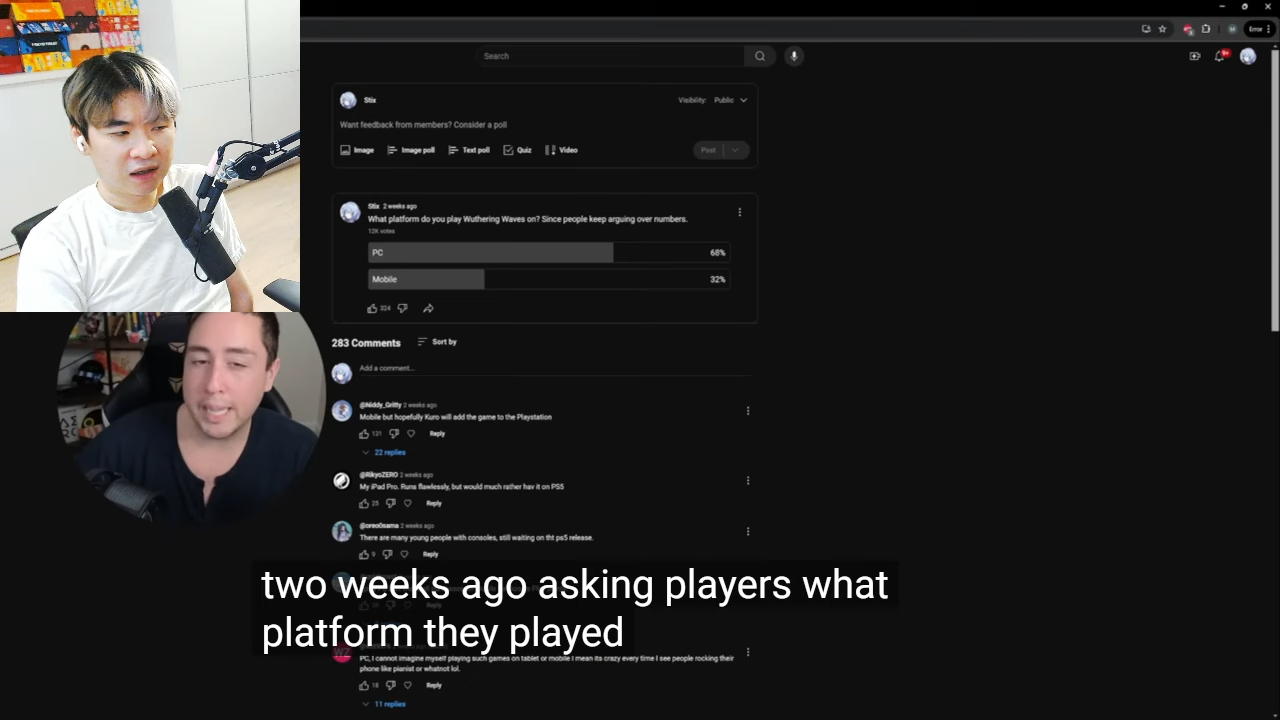 Error
Search
9+
Stix
Visibility: Public
Want feedback from members? Consider a poll
Image
Image poll
Text poll
Quiz
Video
Post
Stix 2 weeks ago
What platform do you play Wuthering Waves on? Since people keep arguing over numbers.
12K votes
PC
68%
Mobile
32%
324
283 Comments
Sort by
Add a comment...
@Niddy_Gritty 2 weeks ago
Mobile but hopefully Kuro will add the game to the Playstation
121
Reply
22 replies
@RikyoZERO 2 weeks ago
My iPad Pro. Runs flawlessly, but would much rather hav it on PS5
25
Reply
@oreo0sama 2 weeks ago
There are many young people with consoles, still waiting on tht ps5 release.
9
Reply
two weeks ago asking players what
platform they played
WZ
PC, I cannot imagine myself playing such games on tablet or mobile I mean its crazy every time I see people rocking their
phone like pianist or whatnot lol.
18
Reply
11 replies